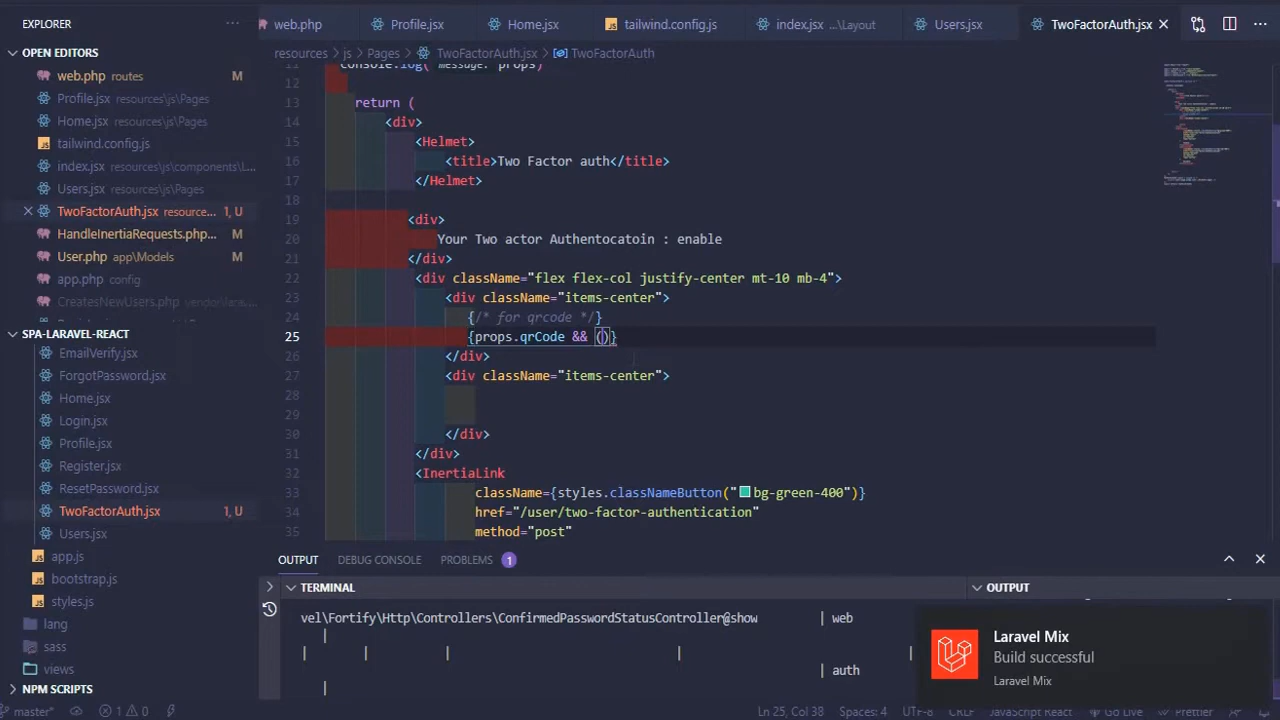 EXPLORER
web.php
Profile.jsx
Home.jsx
tailwind.config.js
index.jsx ...\Layout
Users.jsx
TwoFactorAuth.jsx
OPEN EDITORS
web.php routes M
Profile.jsx resources\js\Pages
Home.jsx resources\js\Pages
tailwind.config.js
index.jsx resources\js\components\L...
Users.jsx resources\js\Pages
TwoFactorAuth.jsx resource... 1, U
HandleInertiaRequests.php... M
User.php app\Models M
app.php config
CreatesNewUsers.php vendor\lara...
SPA-LARAVEL-REACT
EmailVerify.jsx
ForgotPassword.jsx
Home.jsx
Login.jsx
Profile.jsx
Register.jsx
ResetPassword.jsx
TwoFactorAuth.jsx 1, U
Users.jsx
app.js
bootstrap.js
styles.js
lang
sass
views
NPM SCRIPTS
resources > js > Pages > TwoFactorAuth.jsx > TwoFactorAuth
11 console.log( message: props)
12
13 return (
14 <div>
15 <Helmet>
16 <title>Two Factor auth</title>
17 </Helmet>
18
19 <div>
20 Your Two actor Authentocatoin : enable
21 </div>
22 <div className="flex flex-col justify-center mt-10 mb-4">
23 <div className="items-center">
24 {/* for qrcode */}
25 {props.qrCode && ()}
26 </div>
27 <div className="items-center">
28
29
30 </div>
31 </div>
32 <InertiaLink
33 className={styles.classNameButton("bg-green-400")}
34 href="/user/two-factor-authentication"
35 method="post"
OUTPUT DEBUG CONSOLE PROBLEMS 1
TERMINAL
OUTPUT
vel\Fortify\Http\Controllers\ConfirmedPasswordStatusController@show | web
|
| | | | |
| auth
|
Laravel Mix
Build successful
Laravel Mix
master* 1 0 Ln 25, Col 38 Spaces: 4 UTF-8 CRLF JavaScript React Go Live Prettier